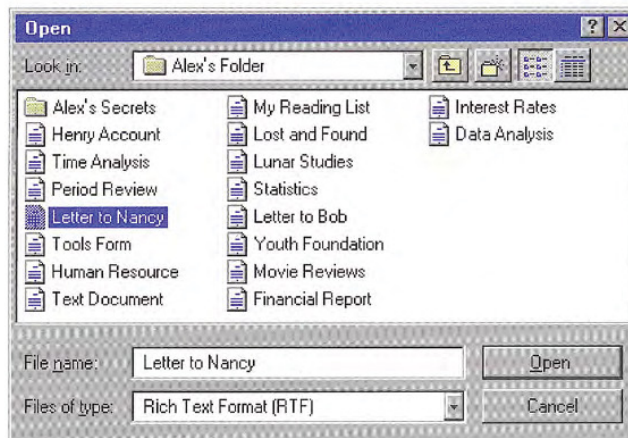 Open
Look in: Alex's Folder
Alex's Secrets My Reading List Interest Rates
Henry Account Lost and Found Data Analysis
Time Analysis Lunar Studies
Period Review Statistics
Letter to Nancy Letter to Bob
Tools Form Youth Foundation
Human Resource Movie Reviews
Text Document Financial Report
File name: Letter to Nancy Open
Files of type: Rich Text Format (RTF) Cancel